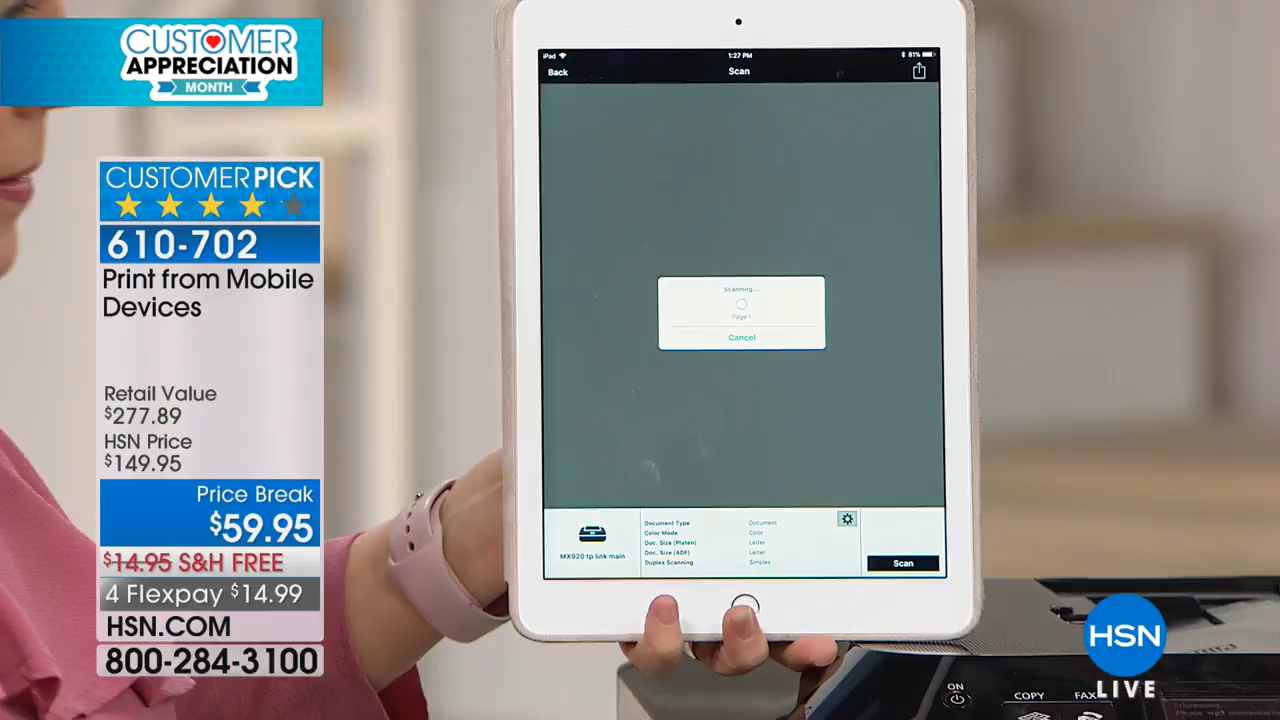 CUSTOMER
APPRECIATION
MONTH
CUSTOMER PICK
610-702
Print from Mobile
Devices
Retail Value
$277.89
HSN Price
$149.95
Price Break
$59.95
$14.95 S&H FREE
4 Flexpay $14.99
HSN.COM
800-284-3100
iPad
1:27 PM
81%
Back
Scan
Scanning...
Page 1
Cancel
MX920 tp link main
Document Type Document
Color Mode Color
Doc. Size (Platen) Letter
Doc. Size (ADF) Letter
Duplex Scanning Simplex
Scan
HSN
LIVE
ON
COPY
FAX
Processing...